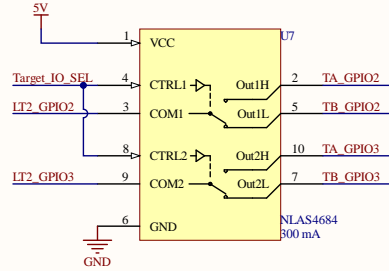 5V
U7
1 VCC
Target_IO_SEL 4 CTRL1 Out1H 2 TA_GPIO2
LT2_GPIO2 3 COM1 Out1L 5 TB_GPIO2
8 CTRL2 Out2H 10 TA_GPIO3
LT2_GPIO3 9 COM2 Out2L 7 TB_GPIO3
6 GND
NLAS4684
300 mA
GND